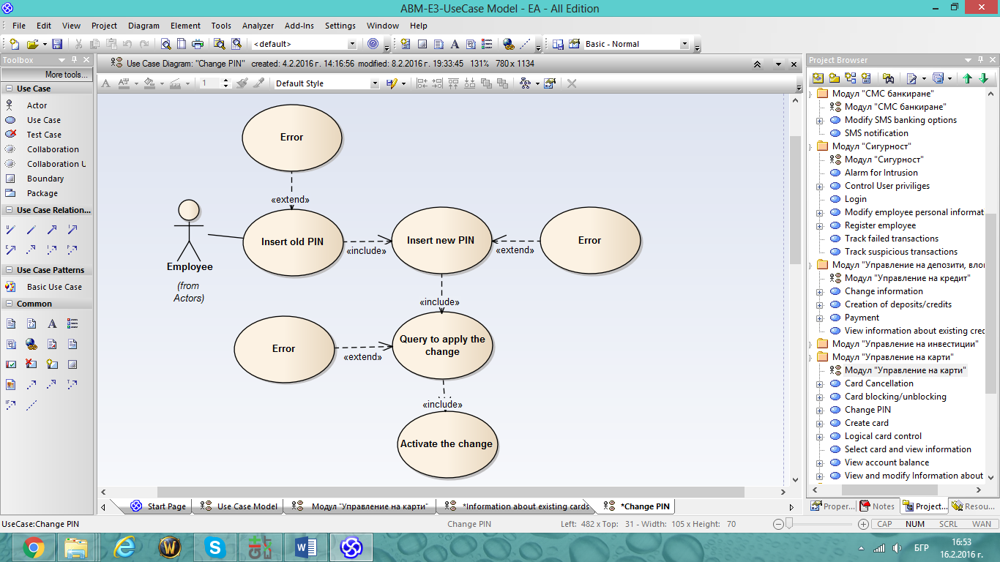 ABM-E3-UseCase Model - EA - All Edition
File Edit View Project Diagram Element Tools Analyzer Add-Ins Settings Window Help
<default> Basic - Normal
Toolbox
More tools...
Use Case
Actor
Use Case
Test Case
Collaboration
Collaboration U
Boundary
Package
Use Case Relation...
Use Case Patterns
Basic Use Case
Common
Use Case Diagram: "Change PIN" created: 4.2.2016 г. 14:16:56 modified: 8.2.2016 г. 19:33:45 131% 780 x 1134
1 Default Style
Error
«extend»
Employee
(from
Actors)
Insert old PIN
«include»
Insert new PIN
«extend»
Error
«include»
Error
«extend»
Query to apply the
change
«include»
Activate the change
Project Browser
Модул "СМС банкиране"
Модул "СМС банкиране"
Modify SMS banking options
SMS notification
Модул "Сигурност"
Модул "Сигурност"
Alarm for Intrusion
Control User priviliges
Login
Modify employee personal informat
Register employee
Track failed transactions
Track suspicious transactions
Модул "Управление на депозити, вло
Модул "Управление на кредит"
Change information
Creation of deposits/credits
Payment
View information about existing cre
Модул "Управление на инвестиции"
Модул "Управление на карти"
Модул "Управление на карти"
Card Cancellation
Card blocking/unblocking
Change PIN
Create card
Logical card control
Select card and view information
View account balance
View and modify Information about
Start Page Use Case Model Модул "Управление на карти" *Information about existing cards *Change PIN
Proper... Notes Project... Resou...
UseCase:Change PIN Change PIN Left: 482 x Top: 31 - Width: 105 x Height: 70 CAP NUM SCRL WAN
БГР 16:53
16.2.2016 г.